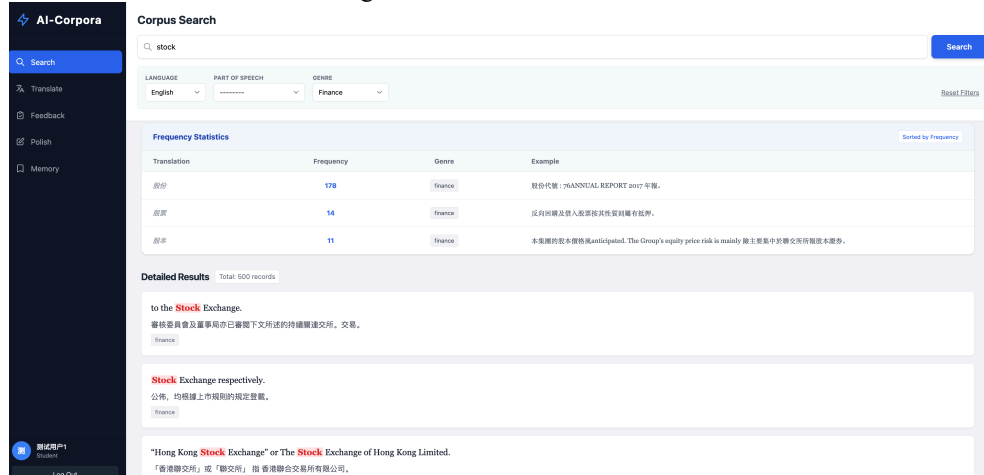 AI-Corpora
Corpus Search
stock
Search
Search
LANGUAGE
PART OF SPEECH
GENRE
English
--------
Finance
Reset Filters
Translate
Feedback
Polish
Memory
Frequency Statistics
Sorted by Frequency
Translation Frequency Genre Example
股份 178 finance 股份代號 : 76ANNUAL REPORT 2017 年報。
股票 14 finance 反向回購及借入股票按其性質則屬有抵押。
股本 11 finance 本集團的股本價格風anticipated. The Group's equity price risk is mainly 險主要集中於聯交所所報股本證券。
Detailed Results Total: 500 records
to the Stock Exchange.
審核委員會及董事局亦已審閱下文所述的持續關連交所。交易。
finance
Stock Exchange respectively.
公佈，均根據上市規則的規定登載。
finance
"Hong Kong Stock Exchange" or The Stock Exchange of Hong Kong Limited.
「香港聯交所」或「聯交所」 指 香港聯合交易所有限公司。
测
测试用户1
Student
Log Out